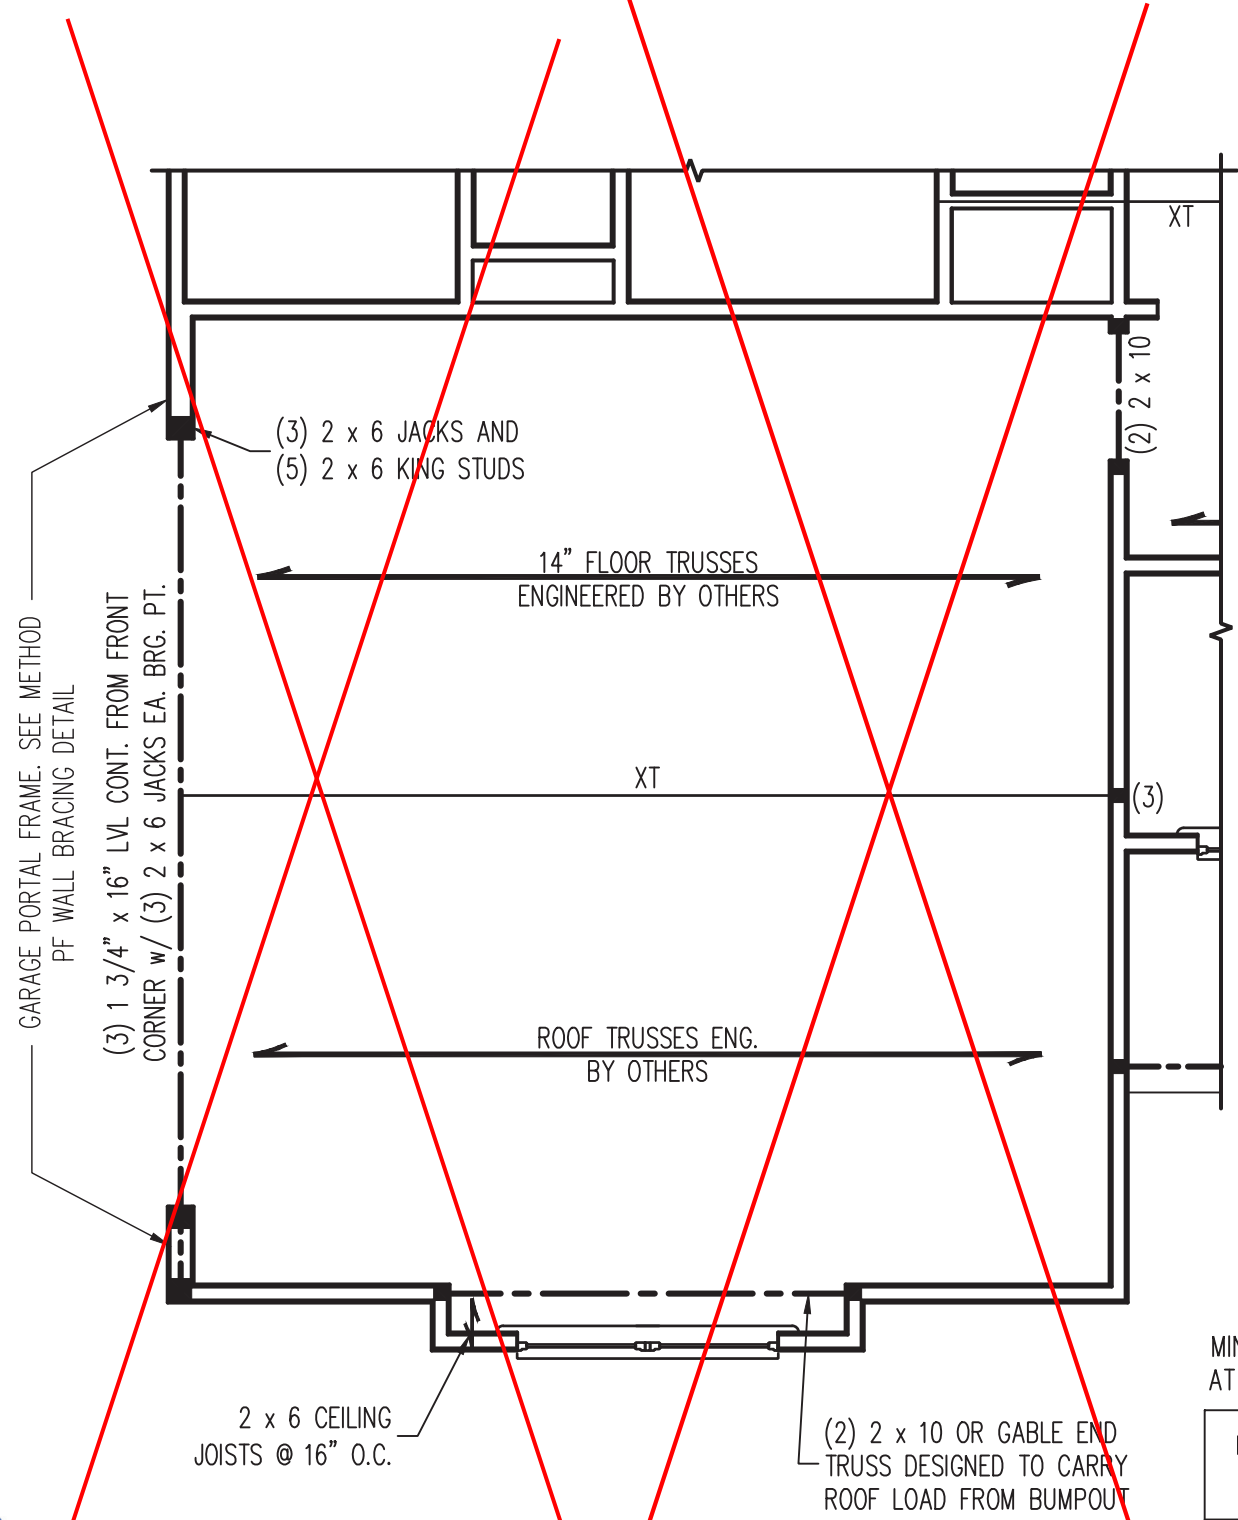 XT
(2) 2 x 10
(3) 2 x 6 JACKS AND
(5) 2 x 6 KING STUDS
14" FLOOR TRUSSES
ENGINEERED BY OTHERS
GARAGE PORTAL FRAME. SEE METHOD
PF WALL BRACING DETAIL
(3) 1 3/4" x 16" LVL CONT. FROM FRONT
CORNER w/ (3) 2 x 6 JACKS EA. BRG. PT.
XT
(3)
ROOF TRUSSES ENG.
BY OTHERS
2 x 6 CEILING
JOISTS @ 16" O.C.
(2) 2 x 10 OR GABLE END
TRUSS DESIGNED TO CARRY
ROOF LOAD FROM BUMPOUT
AT